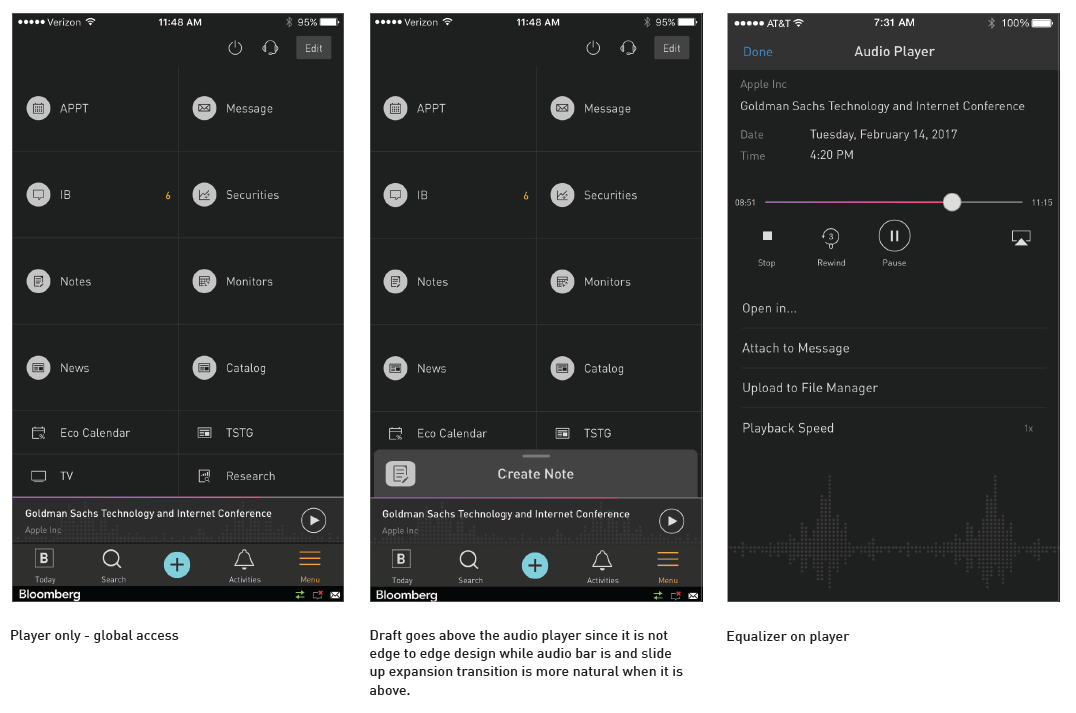 Verizon 11:48 AM 95%
Edit
APPT Message
IB 6 Securities
Notes Monitors
News Catalog
Eco Calendar TSTG
TV Research
Goldman Sachs Technology and Internet Conference
Apple Inc
B
Today Search Activities Menu
Bloomberg
Player only - global access
Verizon 11:48 AM 95%
Edit
APPT Message
IB 6 Securities
Notes Monitors
News Catalog
Eco Calendar TSTG
Create Note
Goldman Sachs Technology and Internet Conference
Apple Inc
B
Today Search Activities Menu
Bloomberg
Draft goes above the audio player since it is not
edge to edge design while audio bar is and slide
up expansion transition is more natural when it is
above.
AT&T 7:31 AM 100%
Done Audio Player
Apple Inc
Goldman Sachs Technology and Internet Conference
Date Tuesday, February 14, 2017
Time 4:20 PM
08:51 11:15
3
Stop Rewind Pause
Open in...
Attach to Message
Upload to File Manager
Playback Speed 1x
Equalizer on player